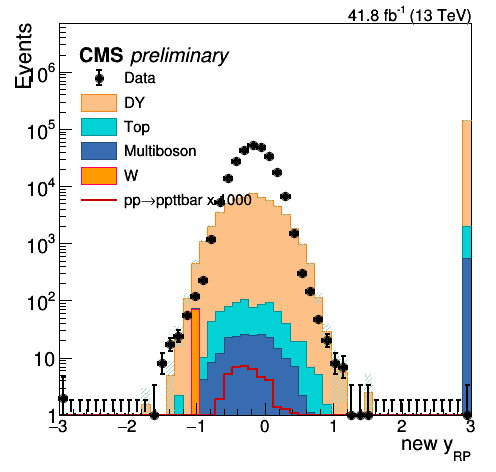 41.8 fb⁻¹ (13 TeV)
Events
CMS preliminary
Data
DY
Top
Multiboson
W
pp→ppttbar x 1000
10⁶
10⁵
10⁴
10³
10²
10
1
−3 −2 −1 0 1 2 3
new y_RP